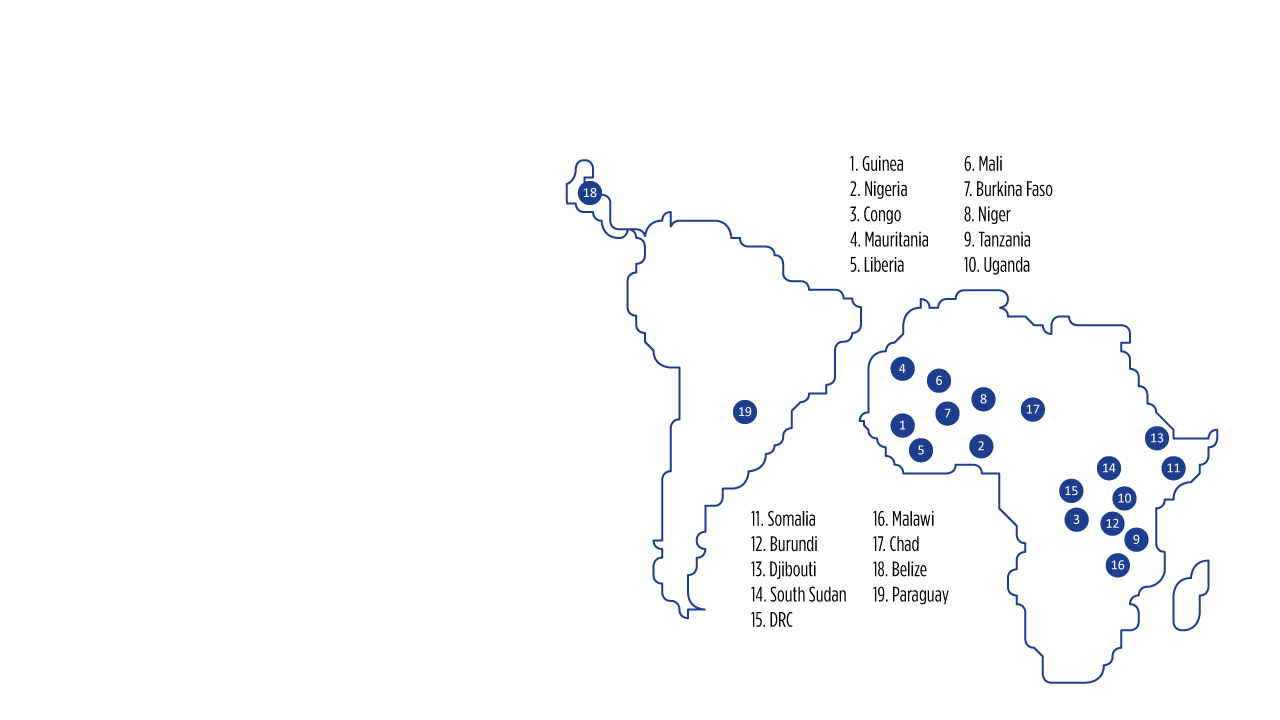 1. Guinea
2. Nigeria
3. Congo
4. Mauritania
5. Liberia
6. Mali
7. Burkina Faso
8. Niger
9. Tanzania
10. Uganda
18
19
4
6
8
7
17
1
5
2
13
14
11
15
10
3
12
9
16
11. Somalia
12. Burundi
13. Djibouti
14. South Sudan
15. DRC
16. Malawi
17. Chad
18. Belize
19. Paraguay